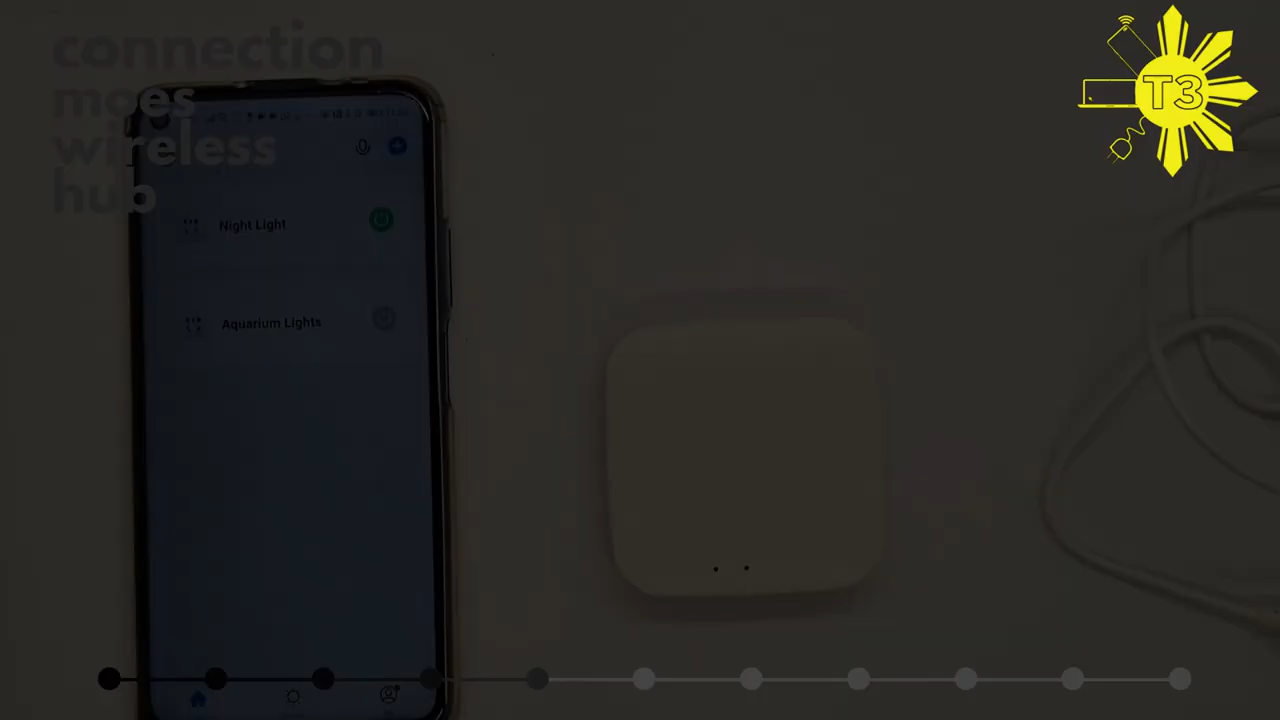 connection
moes
wireless
hub
T3
Night Light
Aquarium Lights